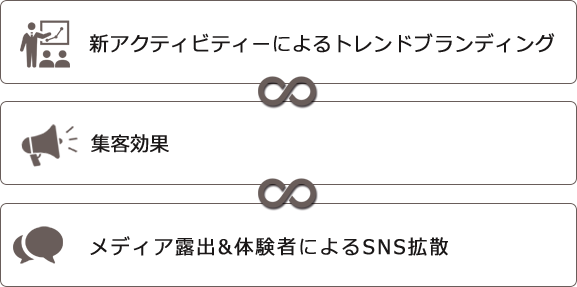 新アクティビティーによるトレンドブランディング
集客効果
メディア露出&体験者によるSNS拡散